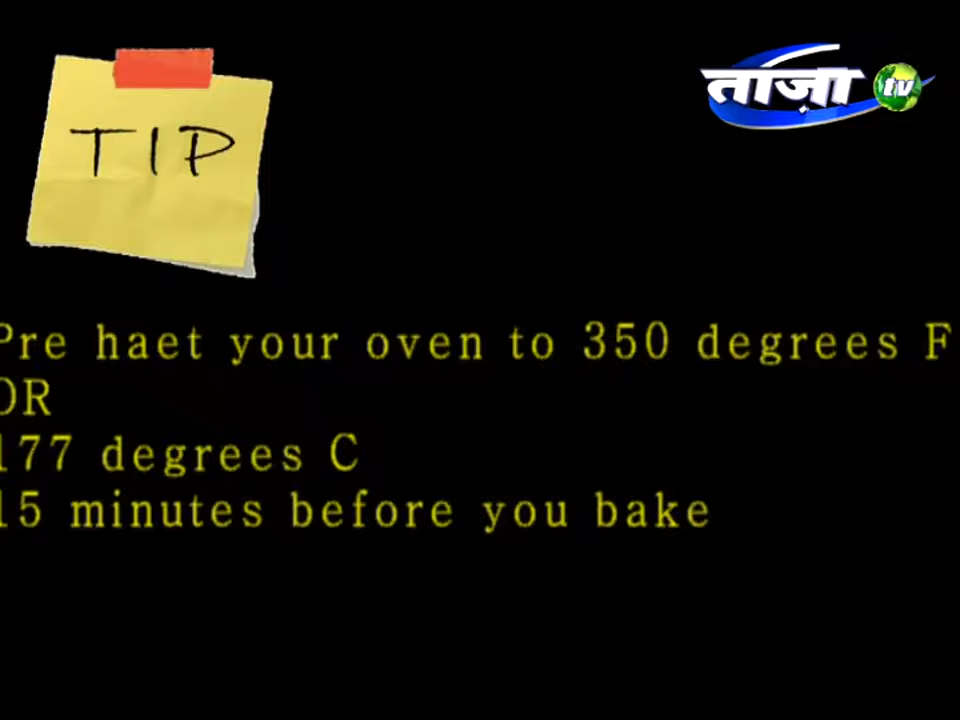 TIP
ताज़ा tv
Pre haet your oven to 350 degrees F
OR
177 degrees C
15 minutes before you bake